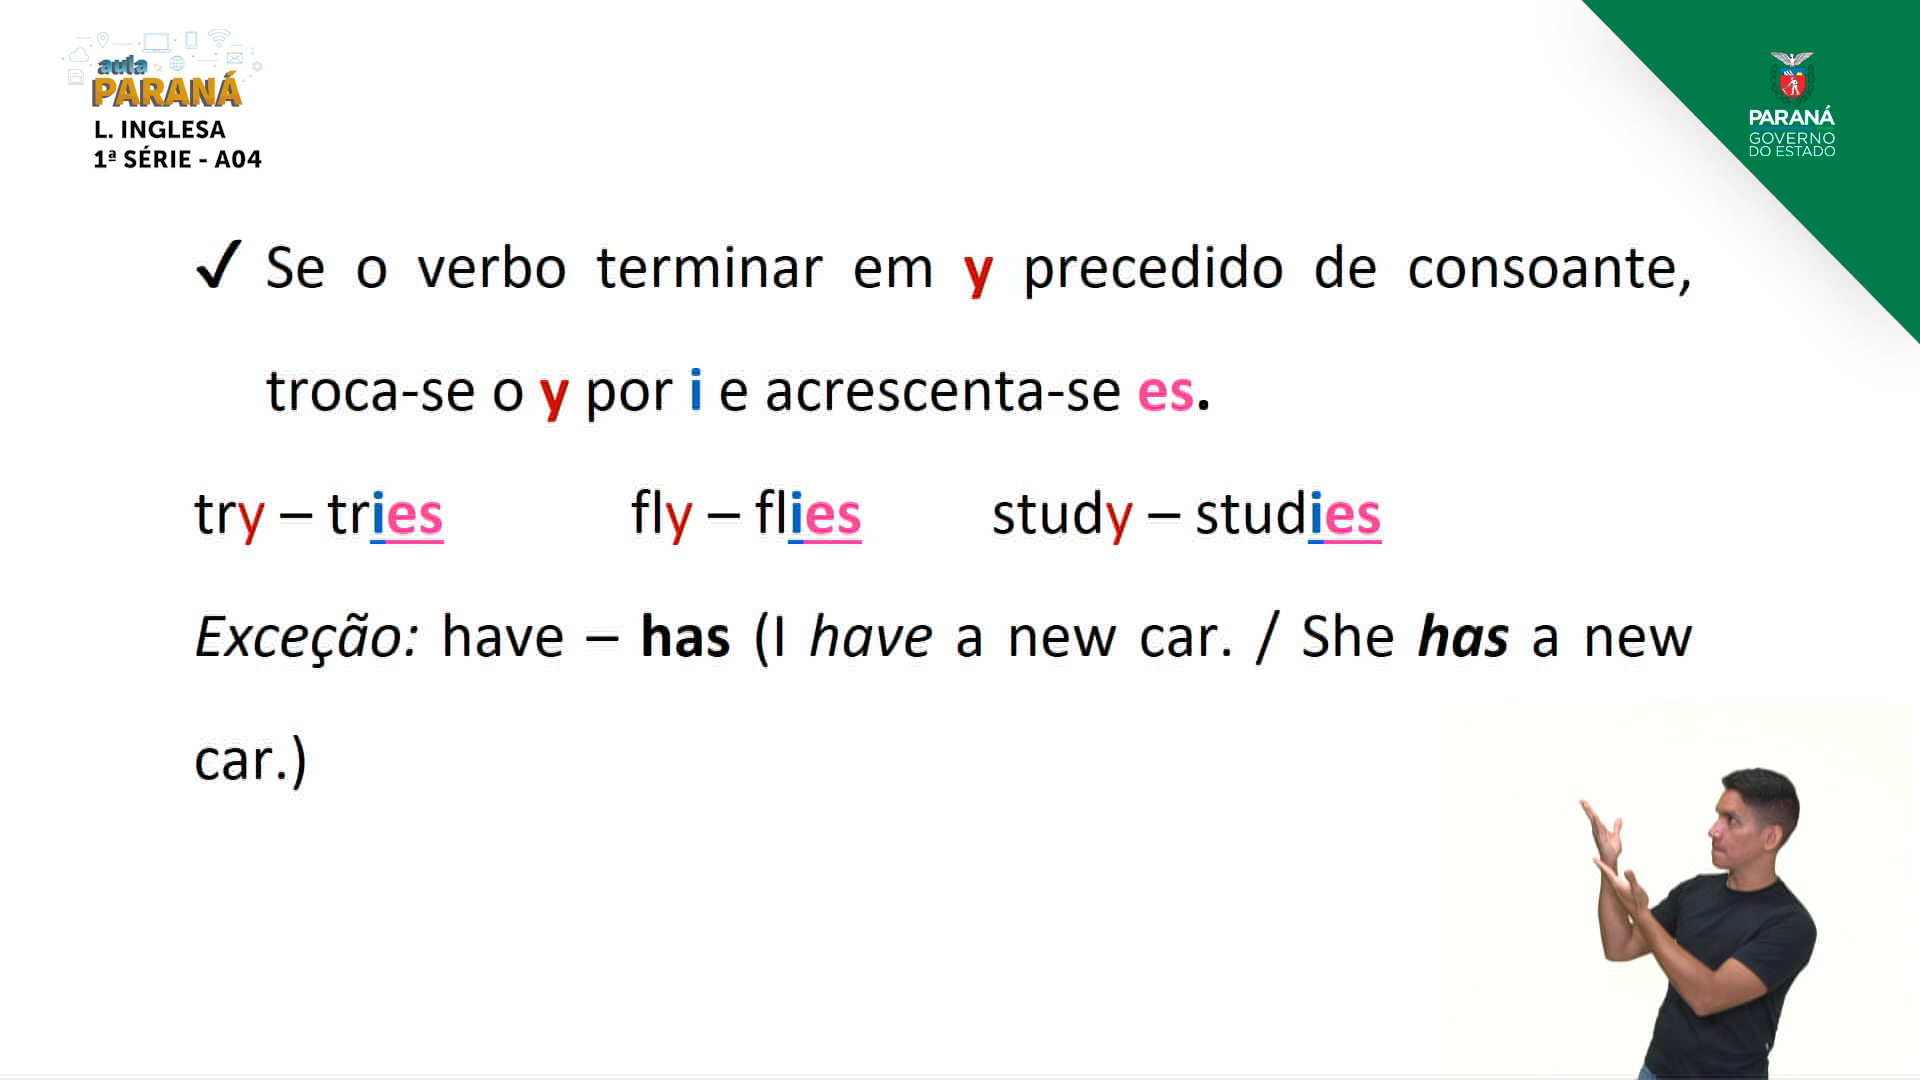 aula
PARANÁ
L. INGLESA
1ª SÉRIE - A04
PARANÁ
GOVERNO
DO ESTADO
✓ Se o verbo terminar em y precedido de consoante,
troca-se o y por i e acrescenta-se es.
try – tries fly – flies study – studies
Exceção: have – has (I have a new car. / She has a new
car.)